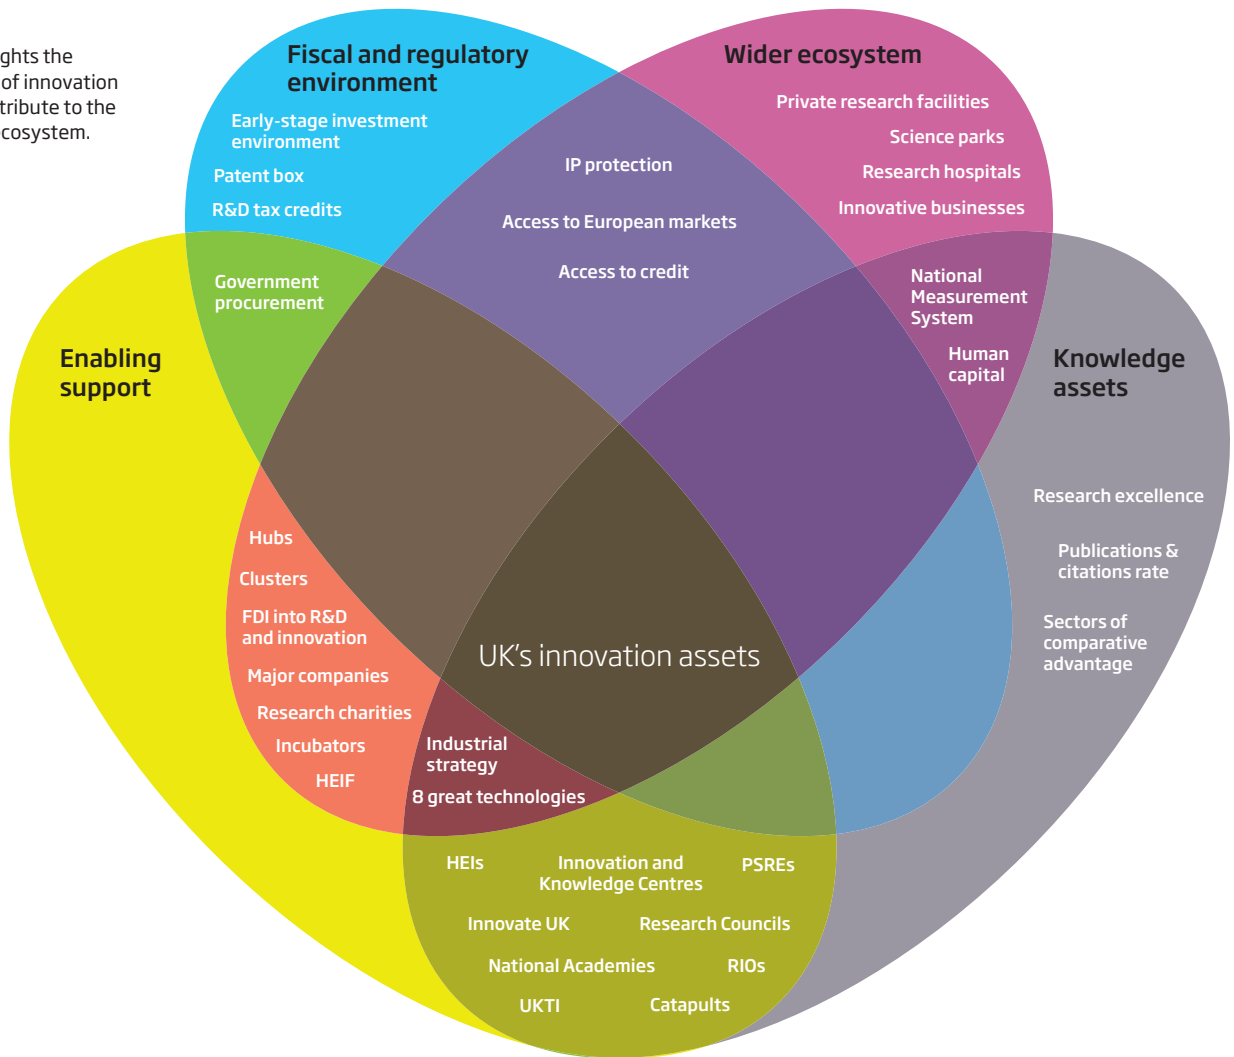 ghts the
of innovation
tribute to the
cosystem.
Fiscal and regulatory
environment
Early-stage investment
environment
Patent box
R&D tax credits
Wider ecosystem
Private research facilities
Science parks
Research hospitals
Innovative businesses
IP protection
Access to European markets
Access to credit
Government
procurement
National
Measurement
System
Human
capital
Enabling
support
Knowledge
assets
Research excellence
Publications &
citations rate
Sectors of
comparative
advantage
Hubs
Clusters
FDI into R&D
and innovation
Major companies
Research charities
Incubators
HEIF
UK's innovation assets
Industrial
strategy
8 great technologies
HEIs
Innovation and
Knowledge Centres
PSREs
Innovate UK
Research Councils
National Academies
RIOs
UKTI
Catapults